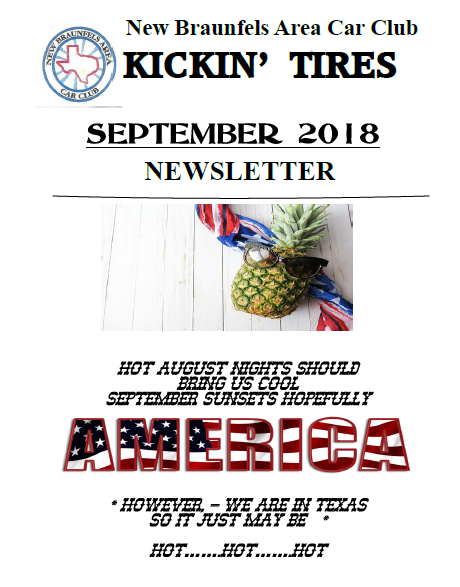 New Braunfels Area Car Club
NEW BRAUNFELS AREA
CAR CLUB
KICKIN’ TIRES
SEPTEMBER 2018
NEWSLETTER
HOT AUGUST NIGHTS SHOULD
BRING US COOL
SEPTEMBER SUNSETS HOPEFULLY
AMERICA
* HOWEVER, – WE ARE IN TEXAS
SO IT JUST MAY BE *
HOT.......HOT.......HOT